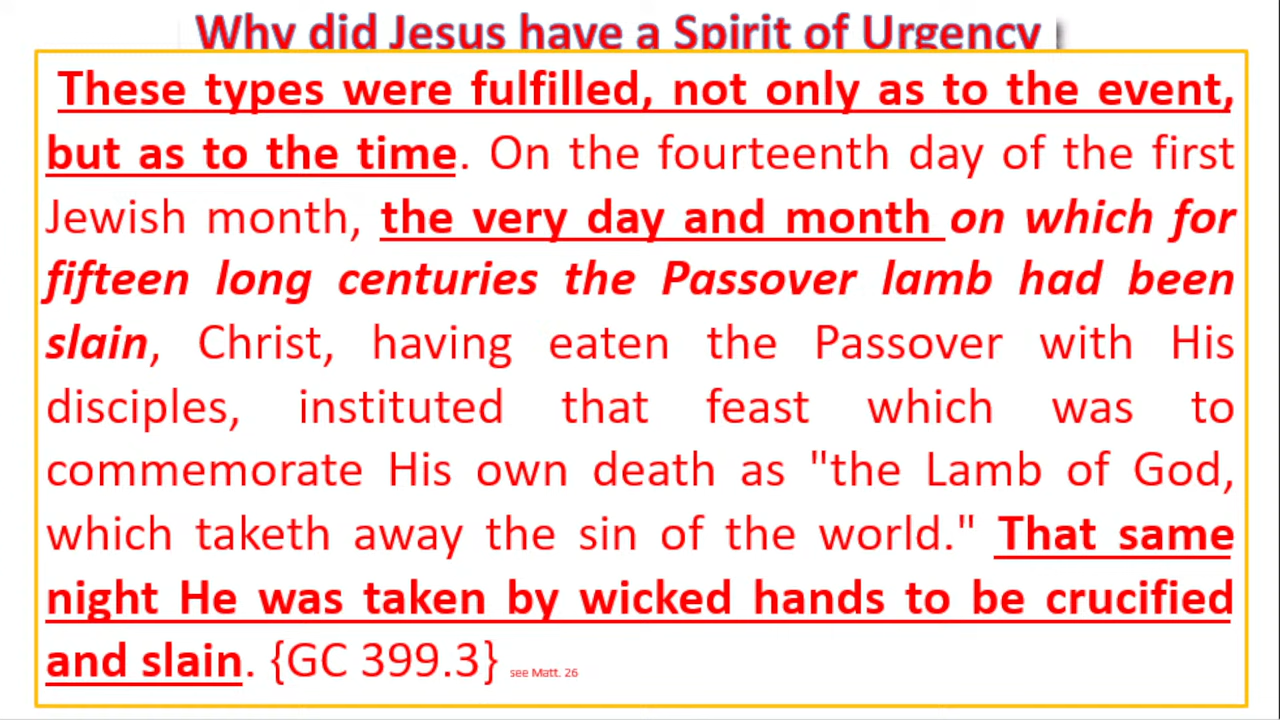 Why did Jesus have a Spirit of Urgency
These types were fulfilled, not only as to the event,
but as to the time. On the fourteenth day of the first
Jewish month, the very day and month on which for
fifteen long centuries the Passover lamb had been
slain, Christ, having eaten the Passover with His
disciples, instituted that feast which was to
commemorate His own death as "the Lamb of God,
which taketh away the sin of the world." That same
night He was taken by wicked hands to be crucified
and slain. {GC 399.3} see Matt. 26